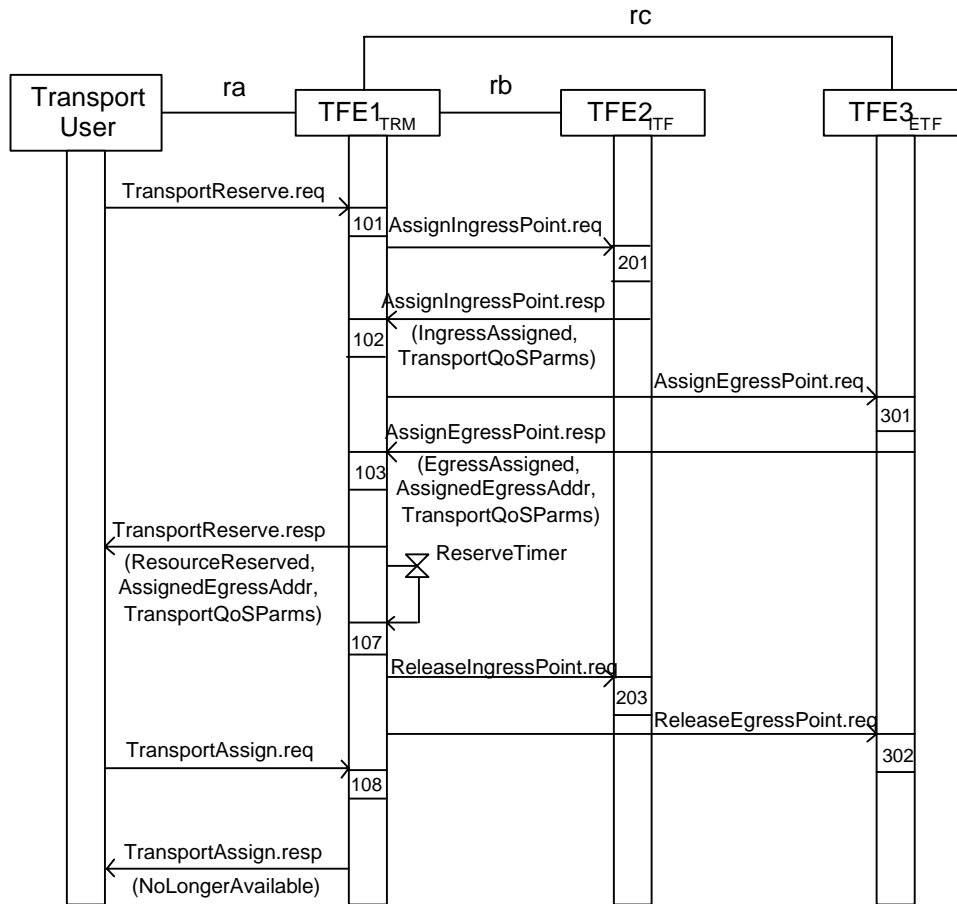 rc
ra
rb
Transport
User
TFE1TRM
TFE2ITF
TFE3ETF
TransportReserve.req
101
AssignIngressPoint.req
201
AssignIngressPoint.resp
(IngressAssigned,
TransportQoSParms)
102
AssignEgressPoint.req
301
AssignEgressPoint.resp
(EgressAssigned,
AssignedEgressAddr,
TransportQoSParms)
103
TransportReserve.resp
(ResourceReserved,
AssignedEgressAddr,
TransportQoSParms)
ReserveTimer
107
ReleaseIngressPoint.req
203
ReleaseEgressPoint.req
302
TransportAssign.req
108
TransportAssign.resp
(NoLongerAvailable)